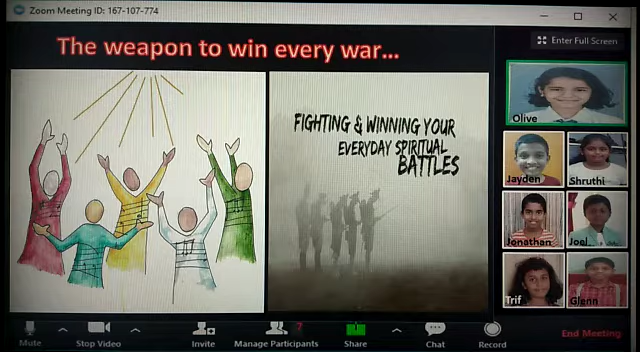 Zoom Meeting ID: 167-107-774
The weapon to win every war...
Enter Full Screen
FIGHTING & WINNING YOUR
EVERYDAY SPIRITUAL
BATTLES
Olive
Jayden
Shruthi
Jonathan
Joel
Trif
Glenn
Mute
Stop Video
Invite
Manage Participants
7
Share
Chat
Record
End Meeting